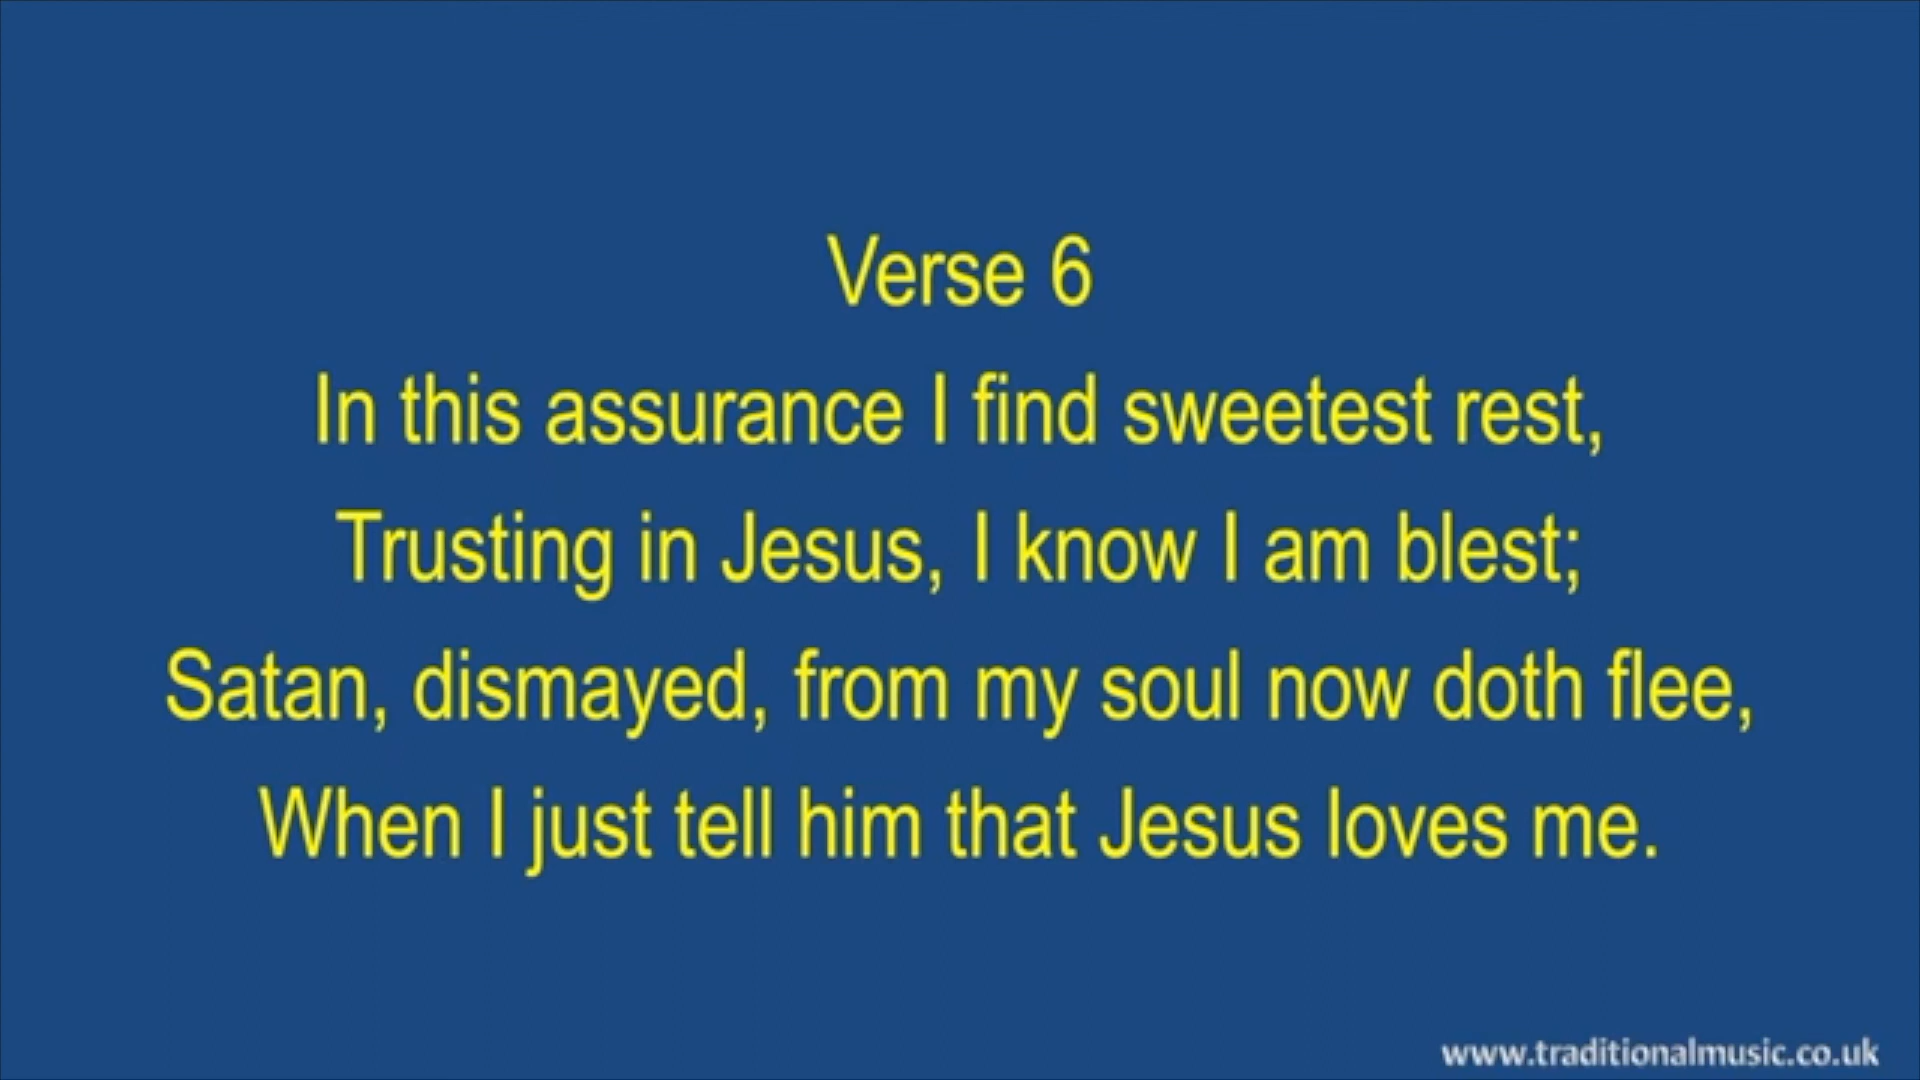 Verse 6
In this assurance I find sweetest rest,
Trusting in Jesus, I know I am blest;
Satan, dismayed, from my soul now doth flee,
When I just tell him that Jesus loves me.
www.traditionalmusic.co.uk